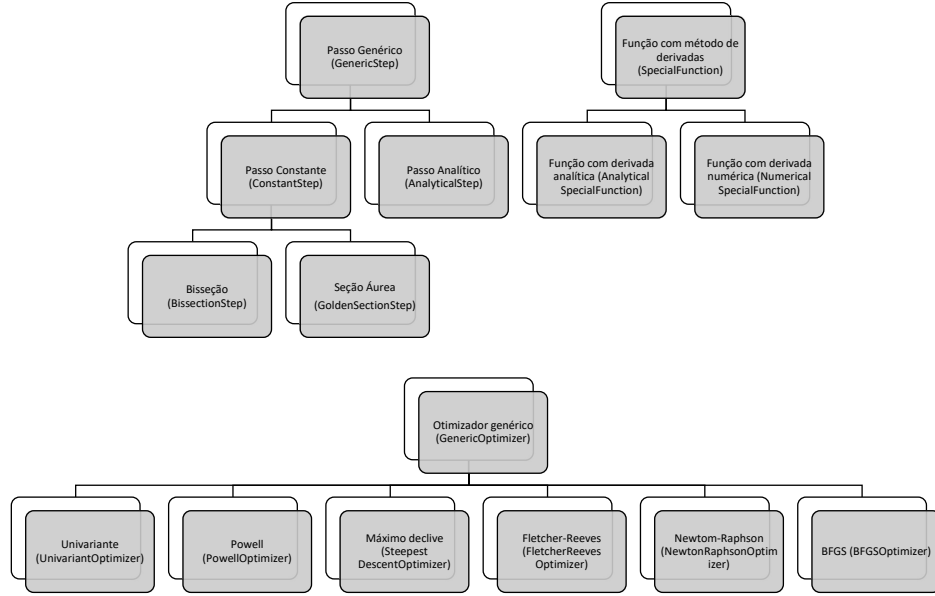 Passo Genérico
(GenericStep)
Função com método de
derivadas
(SpecialFunction)
Passo Constante
(ConstantStep)
Passo Analítico
(AnalyticalStep)
Função com derivada
analítica (Analytical
SpecialFunction)
Função com derivada
numérica (Numerical
SpecialFunction)
Bisseção
(BissectionStep)
Seção Áurea
(GoldenSectionStep)
Otimizador genérico
(GenericOptimizer)
Univariante
(UnivariantOptimizer)
Powell
(PowellOptimizer)
Máximo declive
(Steepest
DescentOptimizer)
Fletcher-Reeves
(FletcherReeves
Optimizer)
Newtom-Raphson
(NewtonRaphsonOptim
izer)
BFGS (BFGSOptimizer)